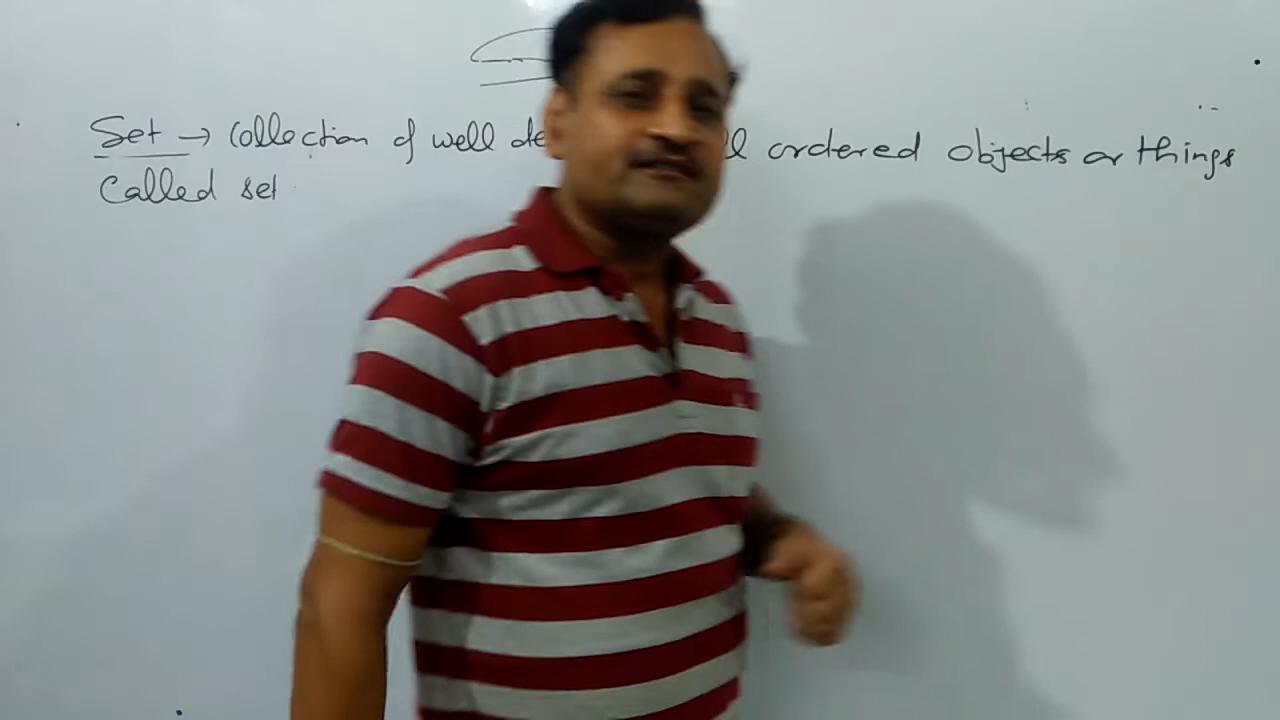 Set → Collection of well ordered objects or things
Called set